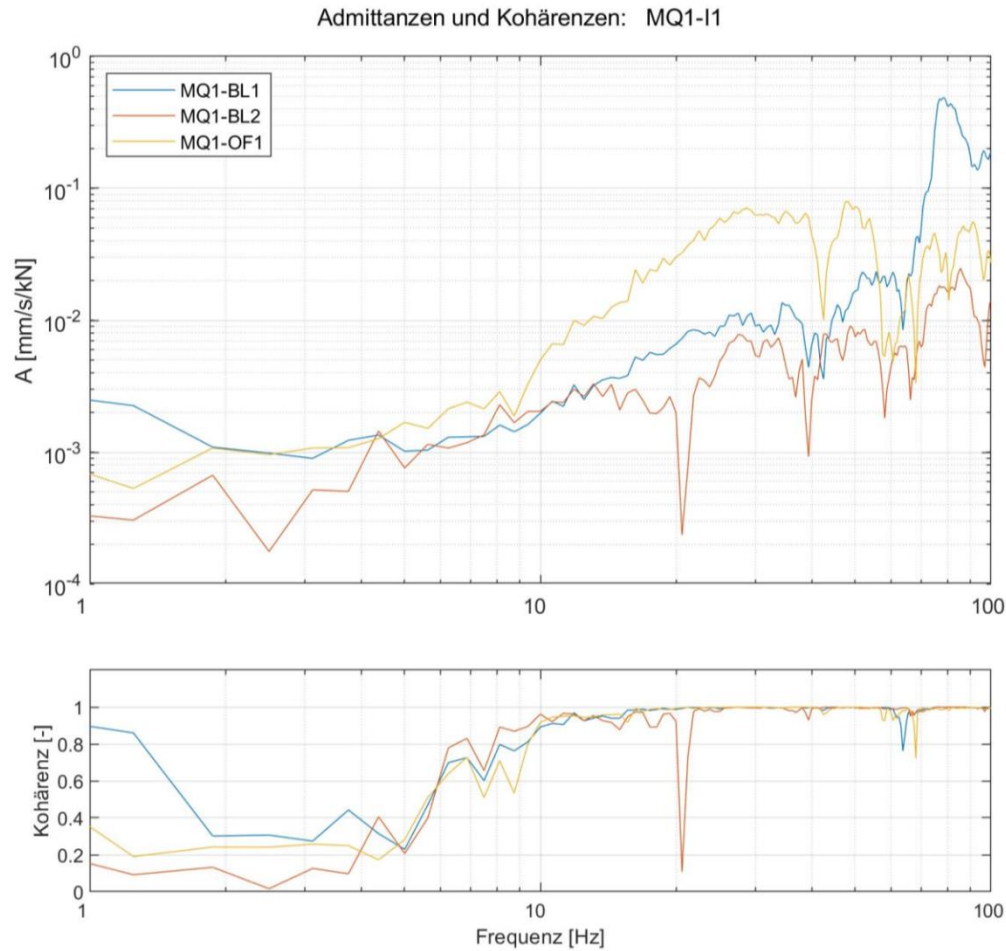 Admittanzen und Kohärenzen: MQ1-I1
10^0
MQ1-BL1
MQ1-BL2
MQ1-OF1
10^-1
A [mm/s/kN]
10^-2
10^-3
10^-4
1
10
100
1
0.8
0.6
0.4
0.2
0
Kohärenz [-]
1
10
100
Frequenz [Hz]